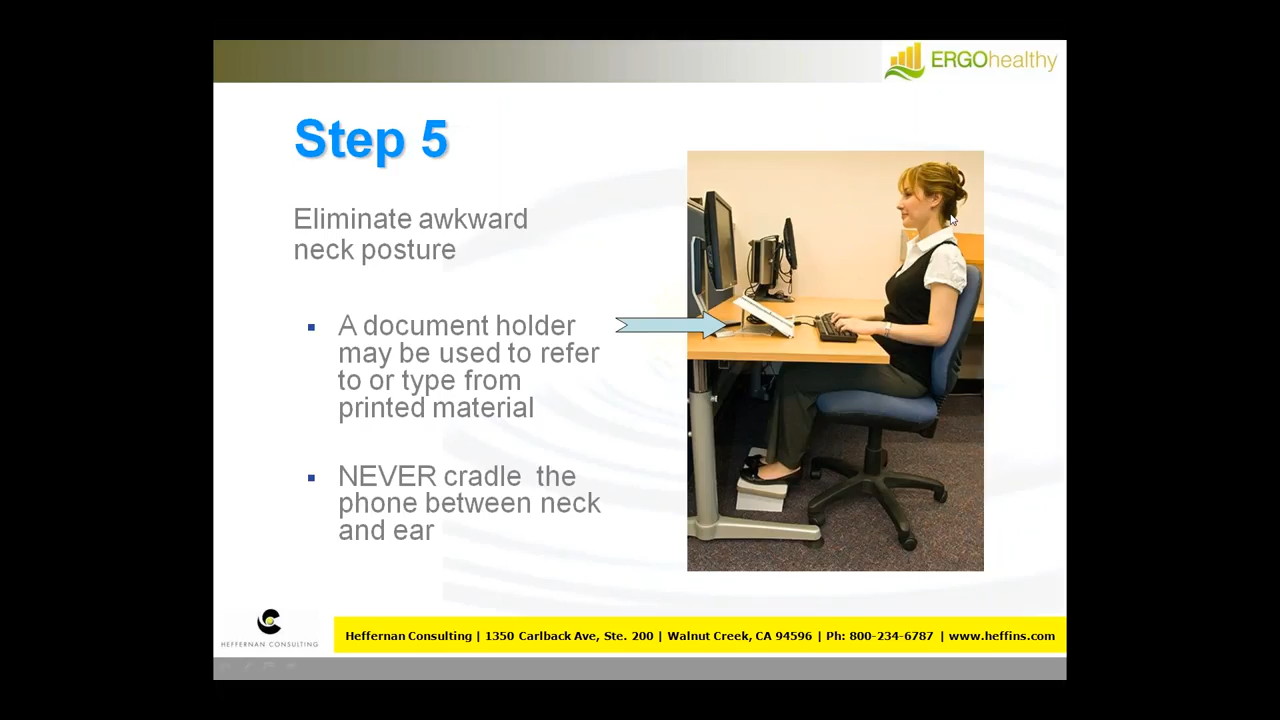 ERGOhealthy
Step 5
Eliminate awkward
neck posture
A document holder
may be used to refer
to or type from
printed material
NEVER cradle the
phone between neck
and ear
HEFFERNAN CONSULTING
Heffernan Consulting | 1350 Carlback Ave, Ste. 200 | Walnut Creek, CA 94596 | Ph: 800-234-6787 | www.heffins.com